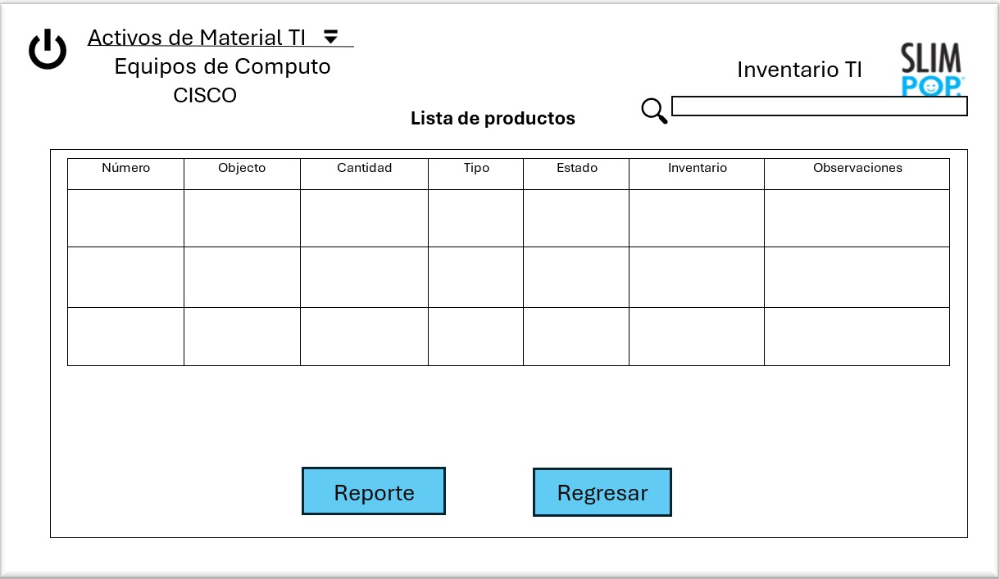 Activos de Material TI
Equipos de Computo
CISCO
Inventario TI
SLIM
POP.
Lista de productos
Número Objecto Cantidad Tipo Estado Inventario Observaciones
Reporte Regresar